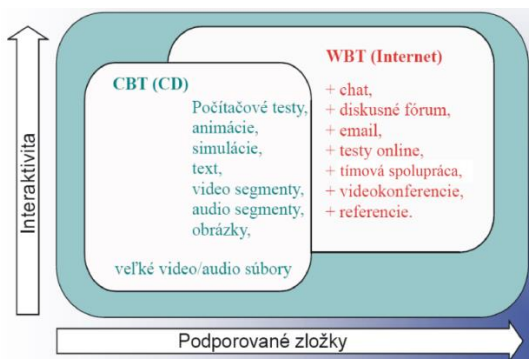 Interaktivita
CBT (CD)
Počítačové testy,
animácie,
simulácie,
text,
video segmenty,
audio segmenty,
obrázky,
veľké video/audio súbory
WBT (Internet)
+ chat,
+ diskusné fórum,
+ email,
+ testy online,
+ tímová spolupráca,
+ videokonferencie,
+ referencie.
Podporované zložky